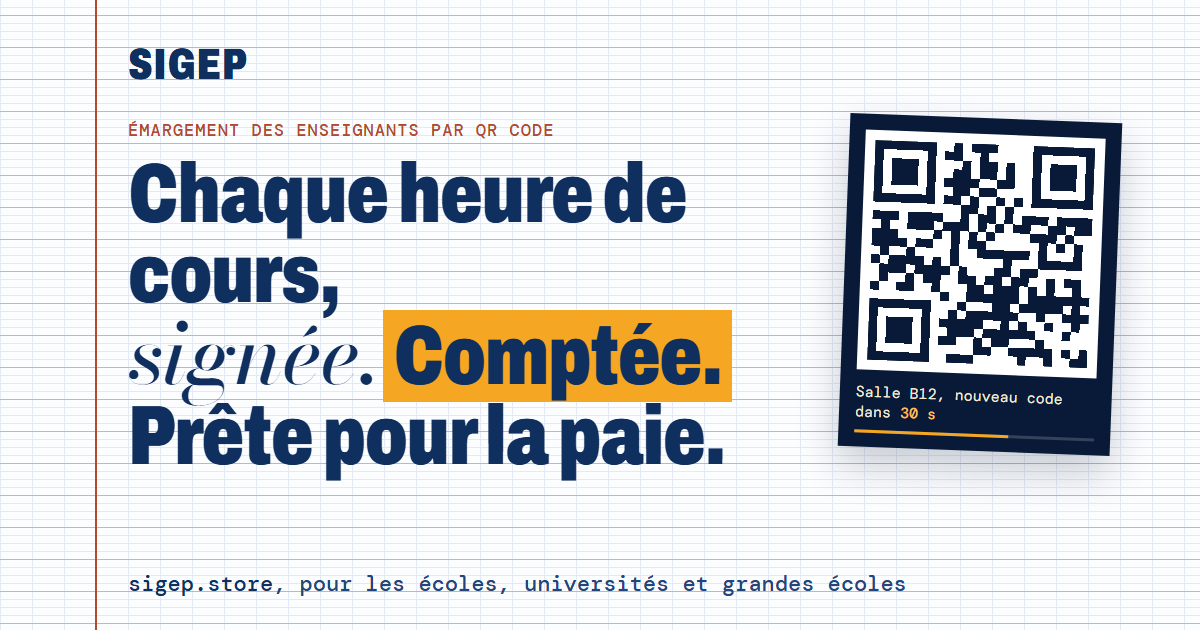 SIGEP
ÉMARGEMENT DES ENSEIGNANTS PAR QR CODE
Chaque heure de
cours,
signée. Comptée.
Prête pour la paie.
Salle B12, nouveau code
dans 30 s
sigep.store, pour les écoles, universités et grandes écoles